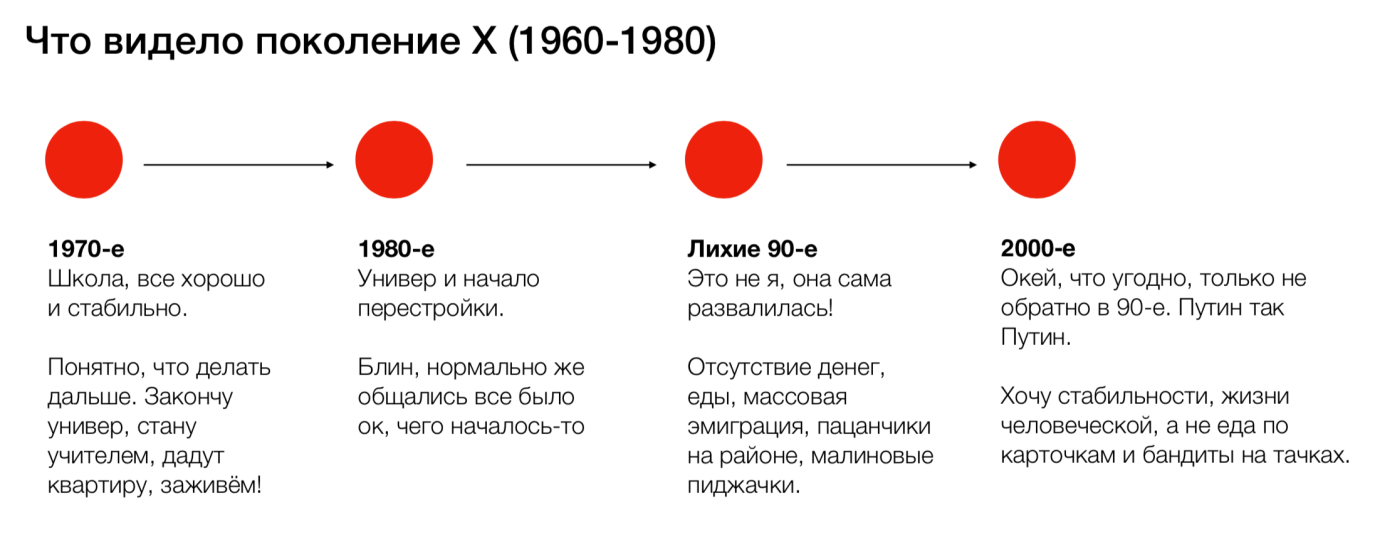 Что видело поколение X (1960-1980)
1970-е
Школа, все хорошо
и стабильно.
Понятно, что делать
дальше. Закончу
универ, стану
учителем, дадут
квартиру, заживём!
1980-е
Универ и начало
перестройки.
Блин, нормально же
общались все было
ок, чего началось-то
Лихие 90-е
Это не я, она сама
развалилась!
Отсутствие денег,
еды, массовая
эмиграция, пацанчики
на районе, малиновые
пиджачки.
2000-е
Окей, что угодно, только не
обратно в 90-е. Путин так
Путин.
Хочу стабильности, жизни
человеческой, а не еда по
карточкам и бандиты на тачках.